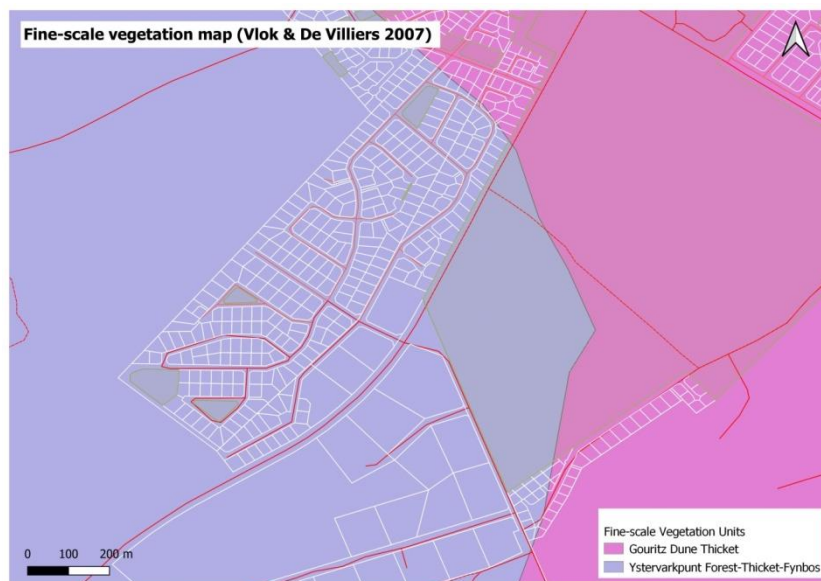 Fine-scale vegetation map (Vlok & De Villiers 2007)
0 100 200 m
Fine-scale Vegetation Units
Gouritz Dune Thicket
Ystervarkpunt Forest-Thicket-Fynbos